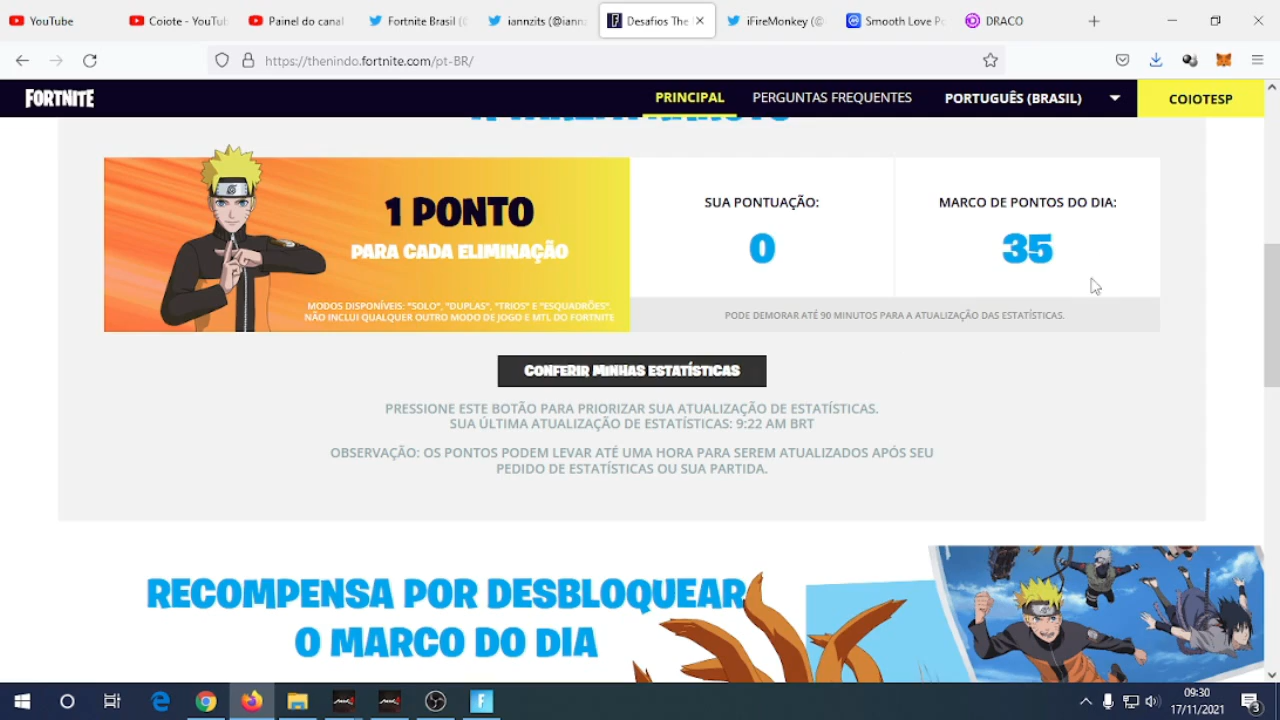 YouTube
Coiote - YouTub
Painel do canal
Fortnite Brasil (@
iannzits (@iannz
Desafios The
iFireMonkey (@
Smooth Love Po
DRACO
https://thenindo.fortnite.com/pt-BR/
FORTNITE
PRINCIPAL
PERGUNTAS FREQUENTES
PORTUGUÊS (BRASIL)
COIOTESP
1 PONTO
PARA CADA ELIMINAÇÃO
MODOS DISPONÍVEIS: "SOLO", "DUPLAS", "TRIOS" E "ESQUADRÕES".
NÃO INCLUI QUALQUER OUTRO MODO DE JOGO E MTL DO FORTNITE
SUA PONTUAÇÃO:
0
MARCO DE PONTOS DO DIA:
35
PODE DEMORAR ATÉ 90 MINUTOS PARA A ATUALIZAÇÃO DAS ESTATÍSTICAS.
CONFERIR MINHAS ESTATÍSTICAS
PRESSIONE ESTE BOTÃO PARA PRIORIZAR SUA ATUALIZAÇÃO DE ESTATÍSTICAS.
SUA ÚLTIMA ATUALIZAÇÃO DE ESTATÍSTICAS: 9:22 AM BRT
OBSERVAÇÃO: OS PONTOS PODEM LEVAR ATÉ UMA HORA PARA SEREM ATUALIZADOS APÓS SEU
PEDIDO DE ESTATÍSTICAS OU SUA PARTIDA.
RECOMPENSA POR DESBLOQUEAR
O MARCO DO DIA
09:30
17/11/2021
3